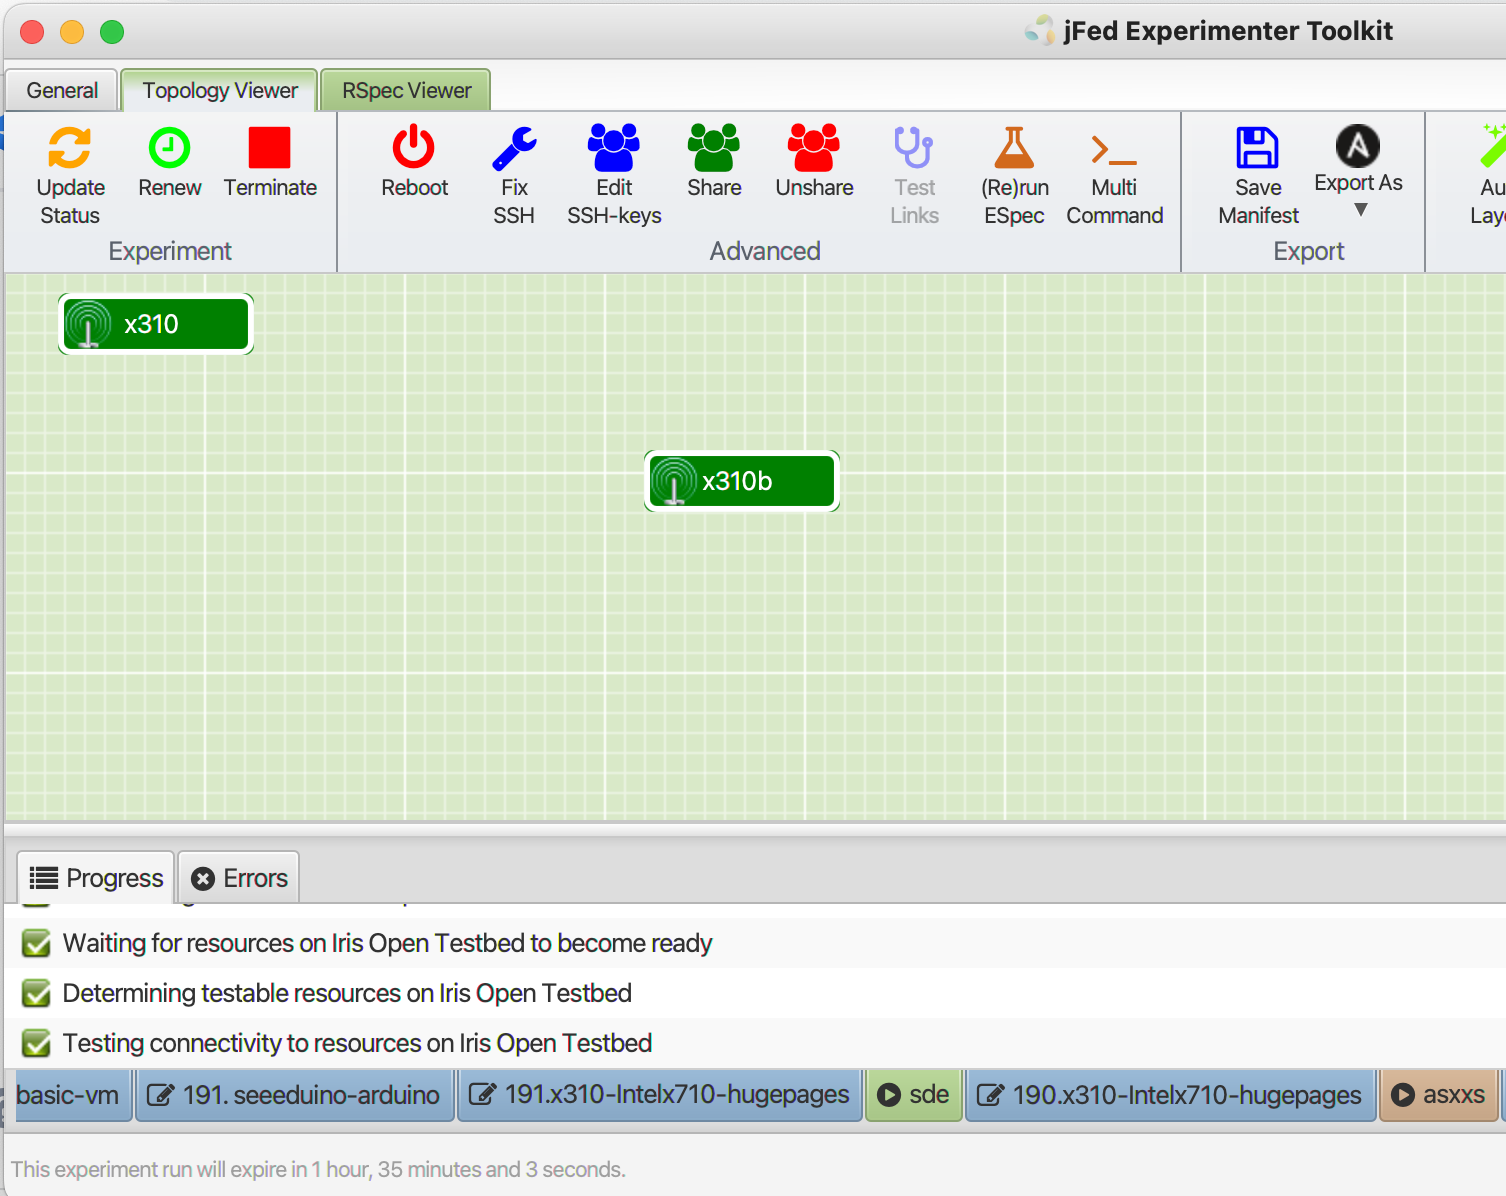 jFed Experimenter Toolkit
General
Topology Viewer
RSpec Viewer
Update
Status
Renew
Terminate
Experiment
Reboot
Fix
SSH
Edit
SSH-keys
Share
Unshare
Test
Links
(Re)run
ESpec
Multi
Command
Advanced
Save
Manifest
Export As
Export
Au
Laye
x310
x310b
Progress
Errors
Waiting for resources on Iris Open Testbed to become ready
Determining testable resources on Iris Open Testbed
Testing connectivity to resources on Iris Open Testbed
basic-vm
191. seeeduino-arduino
191.x310-Intelx710-hugepages
sde
190.x310-Intelx710-hugepages
asxxs
This experiment run will expire in 1 hour, 35 minutes and 3 seconds.